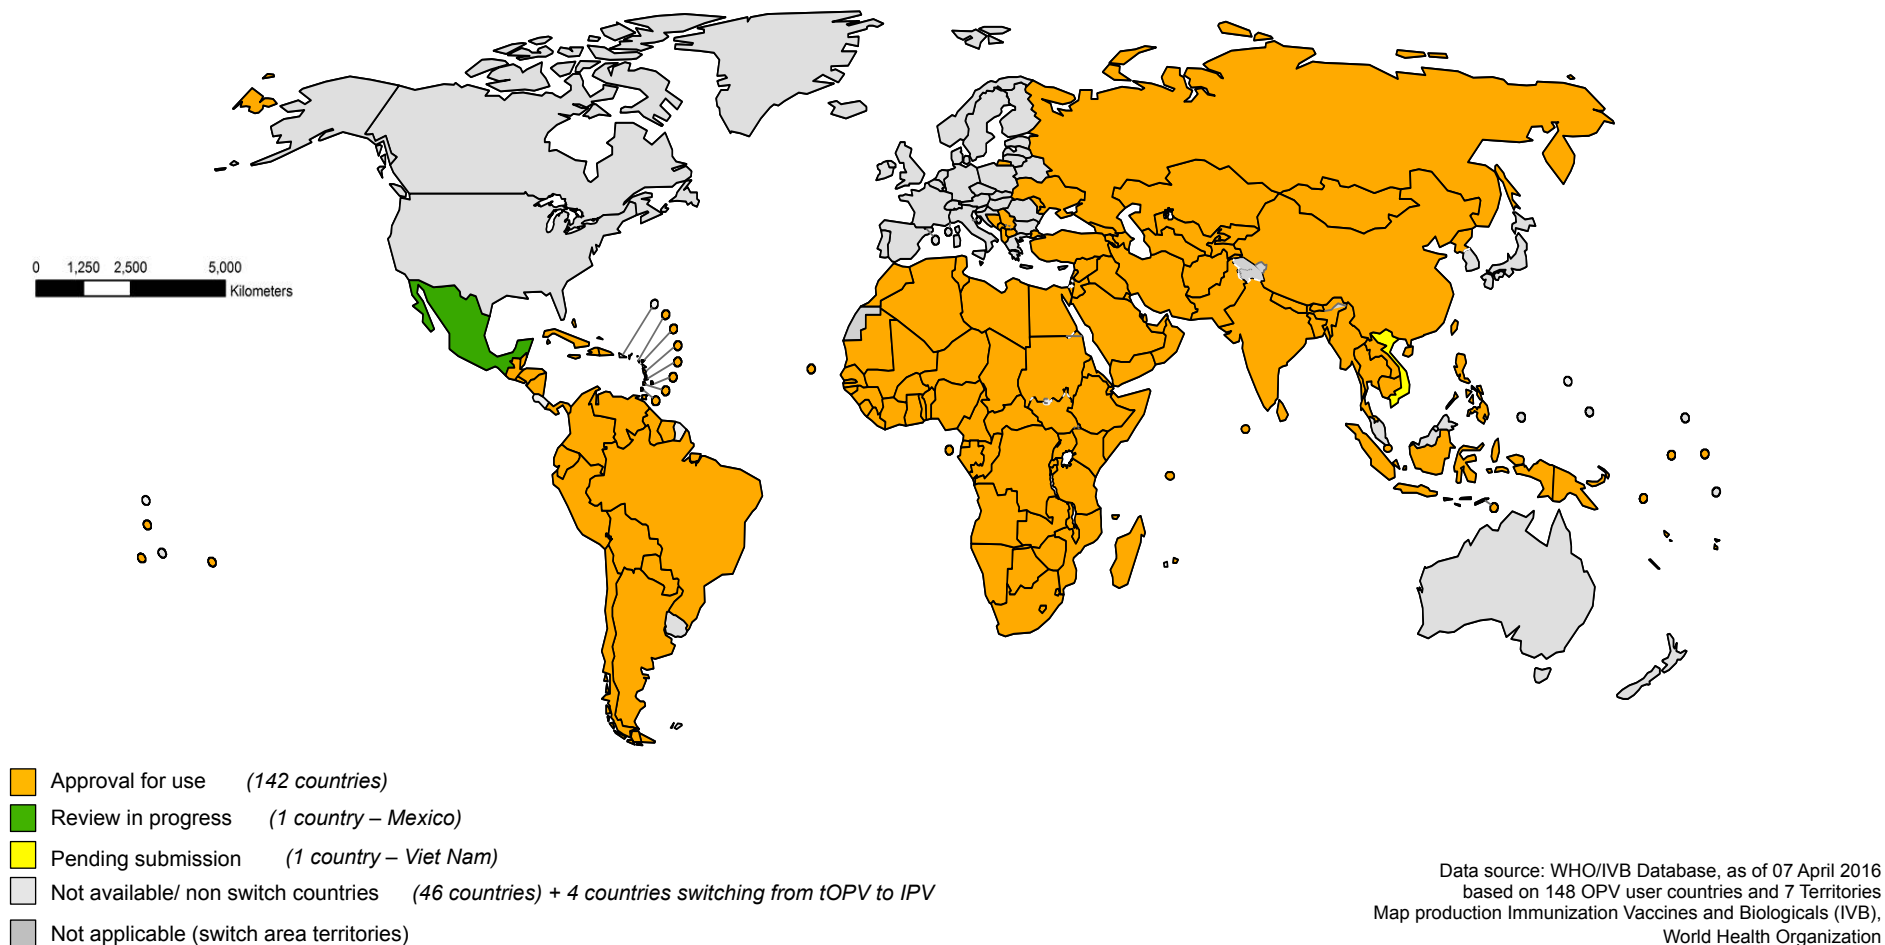 0 1,250 2,500 5,000
Kilometers
Approval for use (142 countries)
Review in progress (1 country – Mexico)
Pending submission (1 country – Viet Nam)
Not available/ non switch countries (46 countries) + 4 countries switching from tOPV to IPV
Not applicable (switch area territories)
Data source: WHO/IVB Database, as of 07 April 2016
based on 148 OPV user countries and 7 Territories
Map production Immunization Vaccines and Biologicals (IVB),
World Health Organization